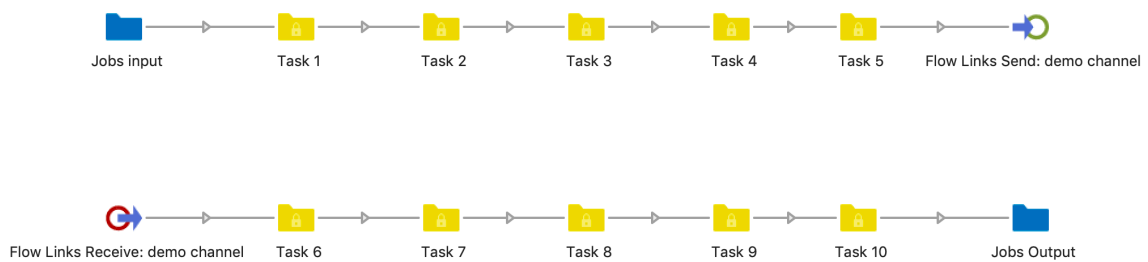 Jobs input
Task 1
Task 2
Task 3
Task 4
Task 5
Flow Links Send: demo channel
Flow Links Receive: demo channel
Task 6
Task 7
Task 8
Task 9
Task 10
Jobs Output